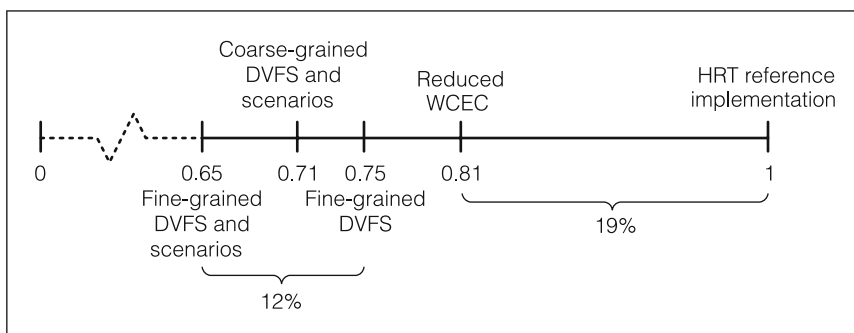 Coarse-grained
DVFS and
scenarios
Reduced
WCEC
HRT reference
implementation
0
0.65
0.71
0.75
0.81
1
Fine-grained
DVFS and
scenarios
Fine-grained
DVFS
19%
12%